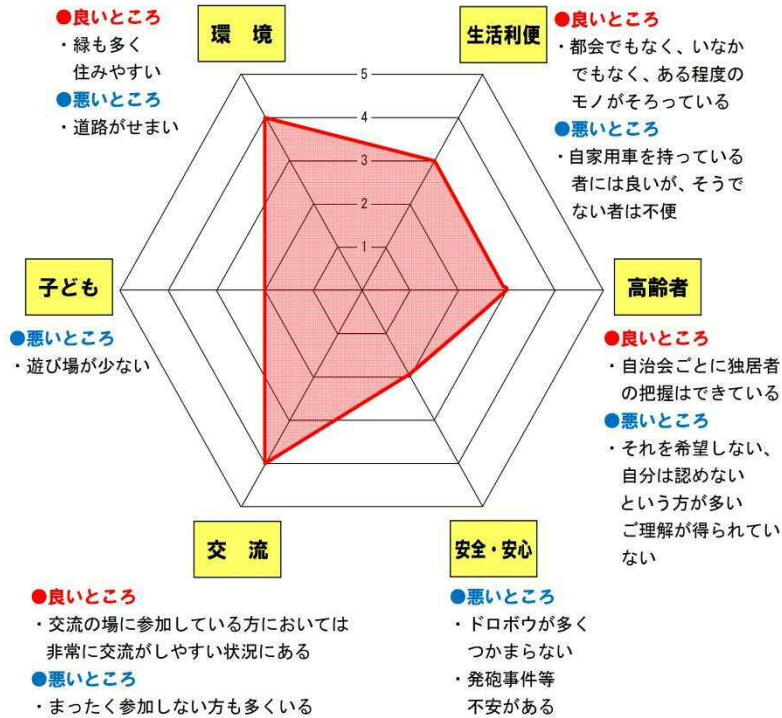 ●良いところ
・緑も多く
住みやすい
●悪いところ
・道路がせまい
環 境
生活利便
●良いところ
・都会でもなく、いなか
でもなく、ある程度の
モノがそろっている
●悪いところ
・自家用車を持っている
者には良いが、そうで
ない者は不便
5
4
3
2
1
子ども
●悪いところ
・遊び場が少ない
高齢者
●良いところ
・自治会ごとに独居者
の把握はできている
●悪いところ
・それを希望しない、
自分は認めない
という方が多い
ご理解が得られてい
ない
交 流
●良いところ
・交流の場に参加している方においては
非常に交流がしやすい状況にある
●悪いところ
・まったく参加しない方も多くいる
安全・安心
●悪いところ
・ドロボウが多く
つかまらない
・発砲事件等
不安がある